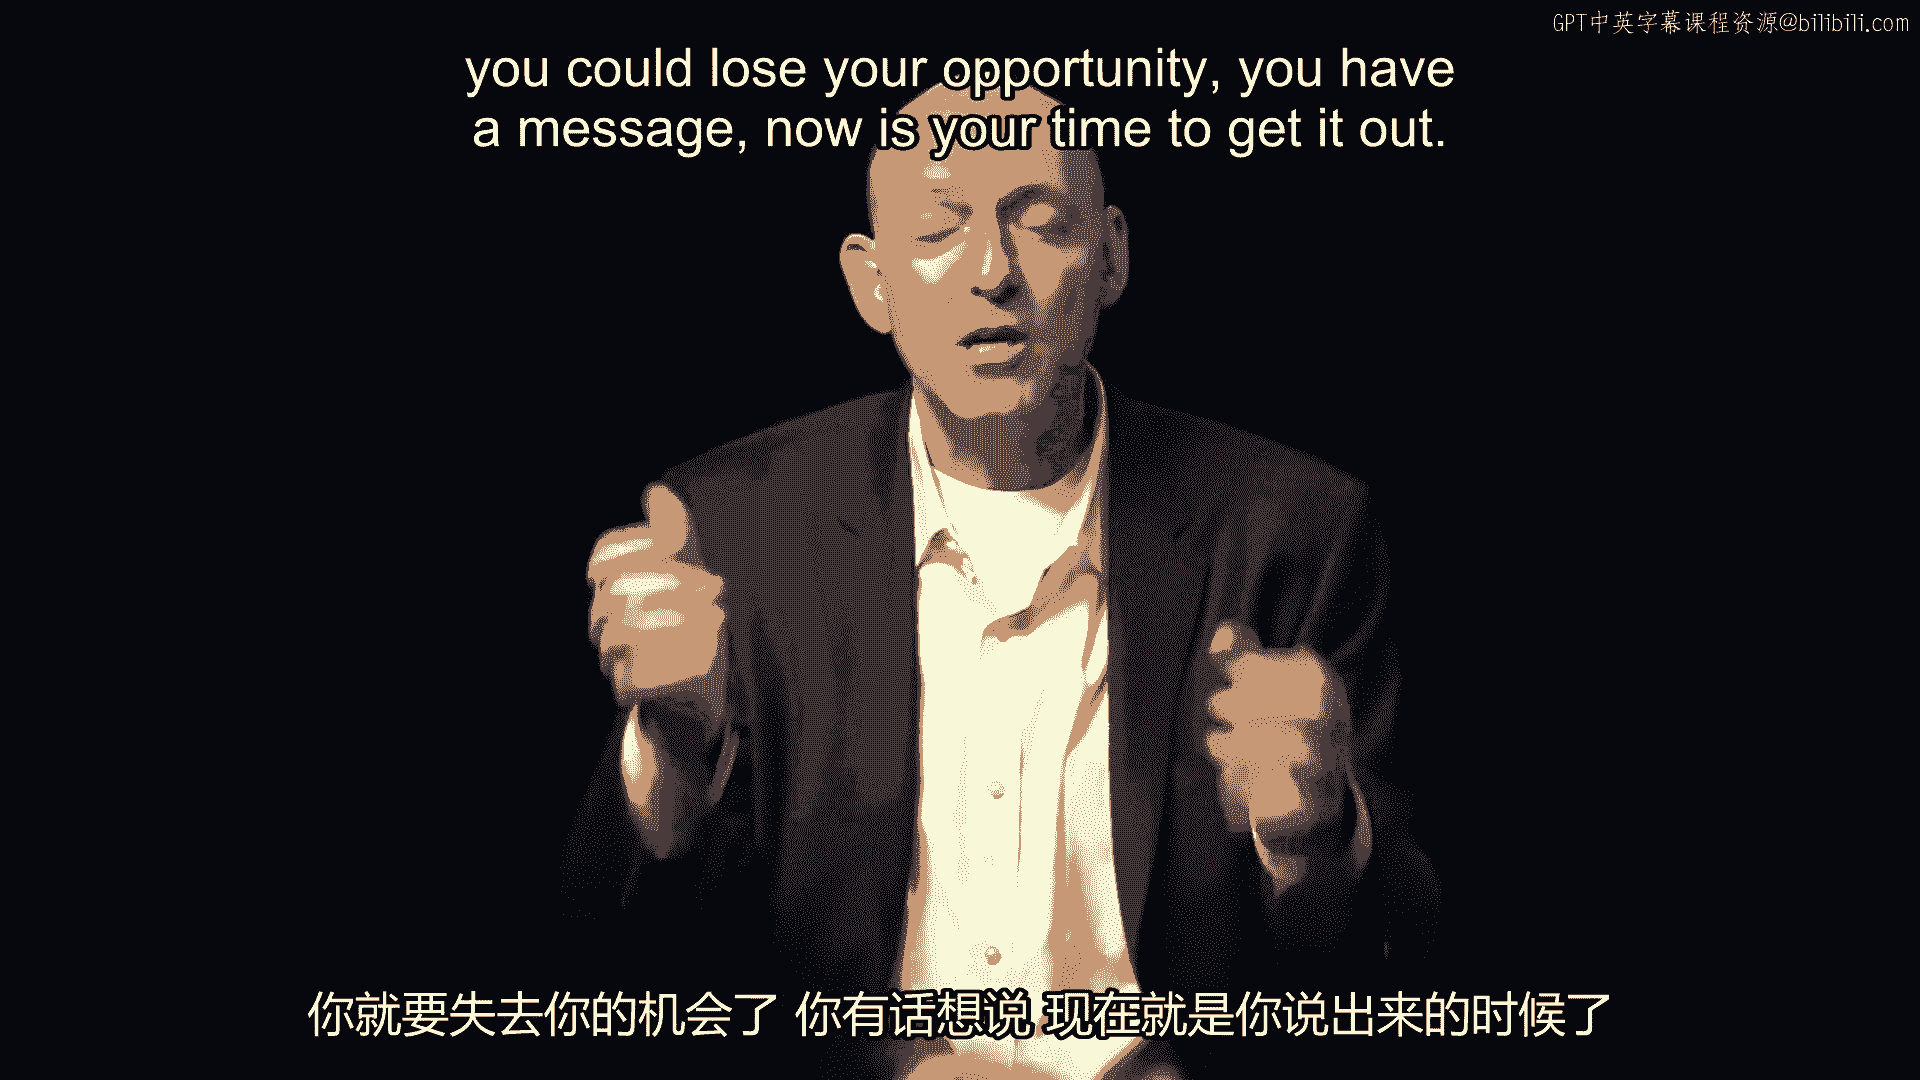 GPT中英字幕课程资源@bilibili.com
you could lose your opportunity, you have
a message, now is your time to get it out.
你就要失去你的机会了 你有话想说 现在就是你说出来的时候了